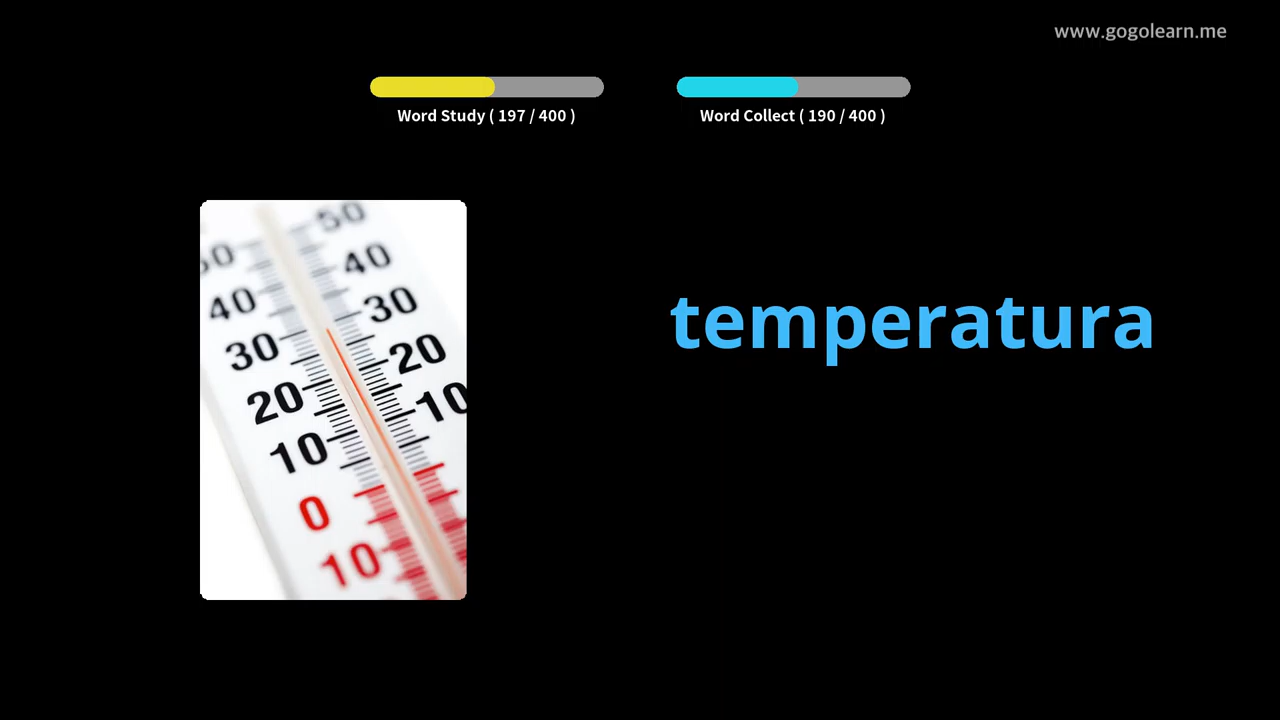 www.gogolearn.me
Word Study ( 197 / 400 )
Word Collect ( 190 / 400 )
temperatura
50
40 40
30 30
20 20
10 10
0
10